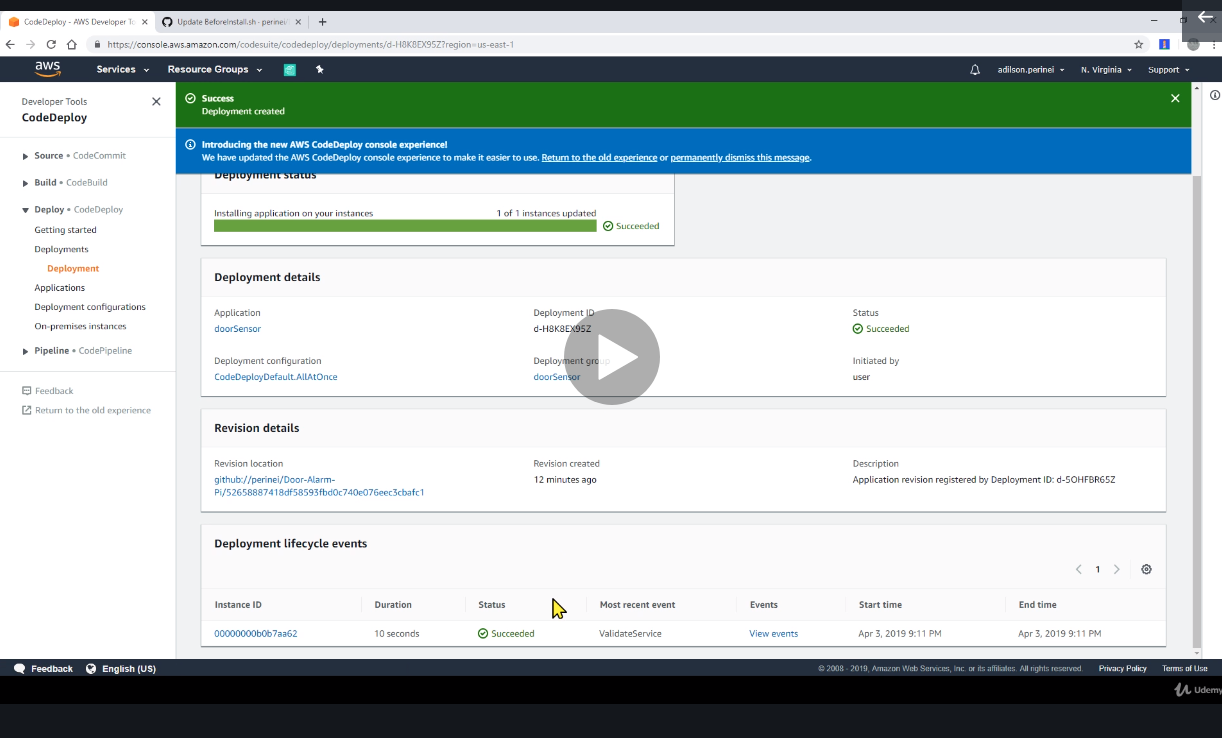 CodeDeploy - AWS Developer To
Update BeforeInstall.sh - perinei/
https://console.aws.amazon.com/codesuite/codedeploy/deployments/d-H8K8EX95Z?region=us-east-1
aws Services Resource Groups adilson.perinei N. Virginia Support
Developer Tools
CodeDeploy
Source • CodeCommit
Build • CodeBuild
Deploy • CodeDeploy
Getting started
Deployments
Deployment
Applications
Deployment configurations
On-premises instances
Pipeline • CodePipeline
Feedback
Return to the old experience
Success
Deployment created
Introducing the new AWS CodeDeploy console experience!
We have updated the AWS CodeDeploy console experience to make it easier to use. Return to the old experience or permanently dismiss this message.
Deployment status
Installing application on your instances 1 of 1 instances updated
Succeeded
Deployment details
Application Deployment ID Status
doorSensor d-H8K8EX95Z Succeeded
Deployment configuration Deployment group Initiated by
CodeDeployDefault.AllAtOnce doorSensor user
Revision details
Revision location Revision created Description
github://perinei/Door-Alarm- 12 minutes ago Application revision registered by Deployment ID: d-5OHFBR65Z
Pi/52658887418df58593fbd0c740e076eec3cbafc1
Deployment lifecycle events
1
Instance ID Duration Status Most recent event Events Start time End time
00000000b0b7aa62 10 seconds Succeeded ValidateService View events Apr 3, 2019 9:11 PM Apr 3, 2019 9:11 PM
Feedback English (US) © 2008 - 2019, Amazon Web Services, Inc. or its affiliates. All rights reserved. Privacy Policy Terms of Use
Udemy